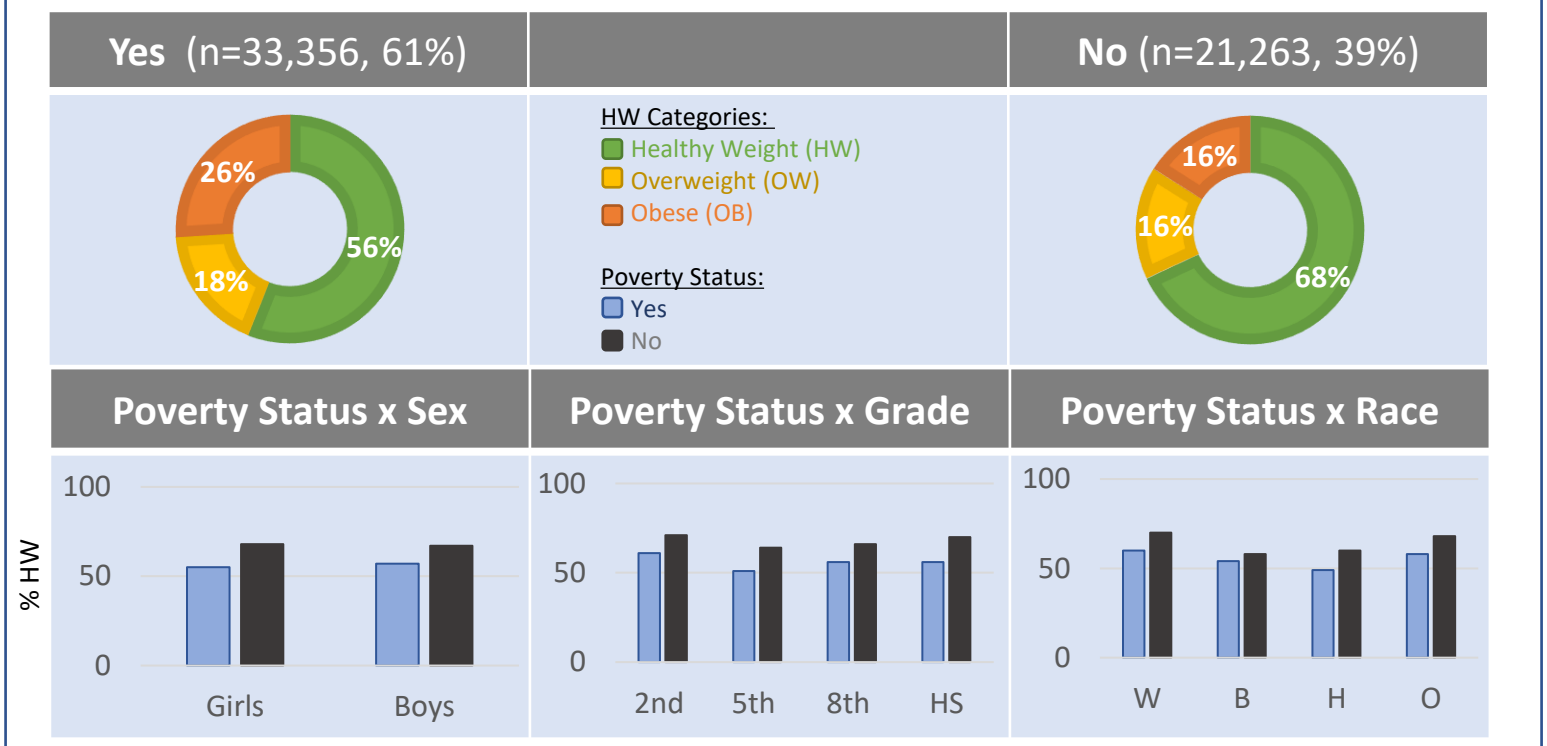 Yes (n=33,356, 61%)
No (n=21,263, 39%)
26%
56%
18%
HW Categories:
Healthy Weight (HW)
Overweight (OW)
Obese (OB)
Poverty Status:
Yes
No
16%
16%
68%
Poverty Status x Sex
Poverty Status x Grade
Poverty Status x Race
% HW
100
50
0
Girls Boys
100
50
0
2nd 5th 8th HS
100
50
0
W B H O